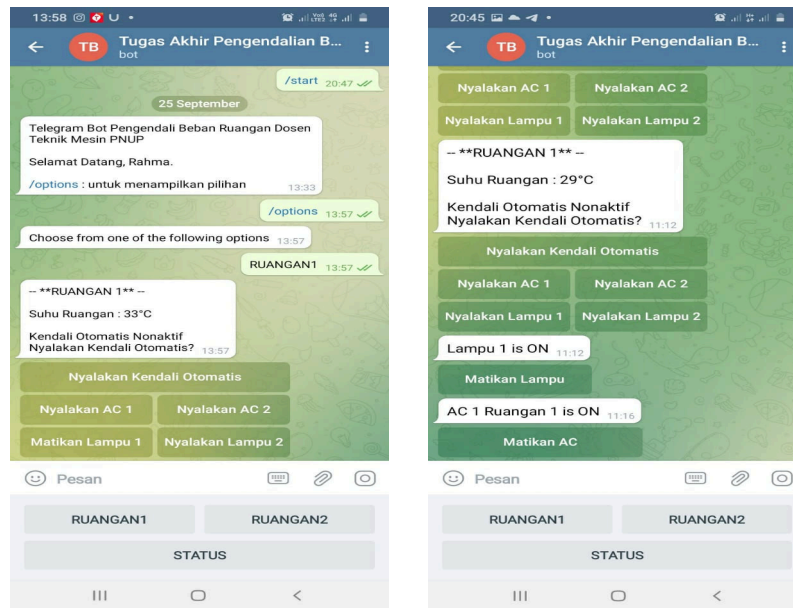 13:58
TB
Tugas Akhir Pengendalian B...
bot
/start 20:47
25 September
Telegram Bot Pengendali Beban Ruangan Dosen
Teknik Mesin PNUP
Selamat Datang, Rahma.
/options : untuk menampilkan pilihan 13:33
/options 13:57
Choose from one of the following options 13:57
RUANGAN1 13:57
-- **RUANGAN 1** --
Suhu Ruangan : 33°C
Kendali Otomatis Nonaktif
Nyalakan Kendali Otomatis? 13:57
Nyalakan Kendali Otomatis
Nyalakan AC 1 Nyalakan AC 2
Matikan Lampu 1 Nyalakan Lampu 2
Pesan
RUANGAN1 RUANGAN2
STATUS
20:45
TB
Tugas Akhir Pengendalian B...
bot
Nyalakan AC 1 Nyalakan AC 2
Nyalakan Lampu 1 Nyalakan Lampu 2
-- **RUANGAN 1** --
Suhu Ruangan : 29°C
Kendali Otomatis Nonaktif
Nyalakan Kendali Otomatis? 11:12
Nyalakan Kendali Otomatis
Nyalakan AC 1 Nyalakan AC 2
Nyalakan Lampu 1 Nyalakan Lampu 2
Lampu 1 is ON 11:12
Matikan Lampu
AC 1 Ruangan 1 is ON 11:16
Matikan AC
Pesan
RUANGAN1 RUANGAN2
STATUS